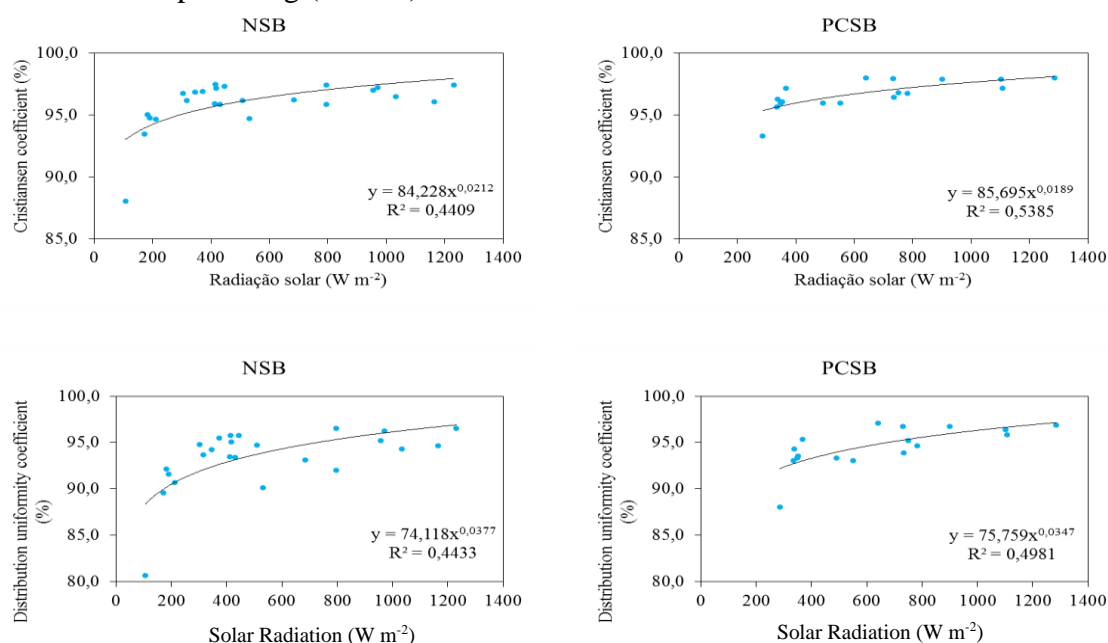 NSB
PCSB
Cristiansen coefficient (%)
100,0
95,0
90,0
85,0
y = 84,228x^0,0212
R² = 0,4409
0 200 400 600 800 1000 1200 1400
Radiação solar (W m⁻²)
Cristiansen coefficient (%)
100,0
95,0
90,0
85,0
y = 85,695x^0,0189
R² = 0,5385
0 200 400 600 800 1000 1200 1400
Radiação solar (W m⁻²)
NSB
PCSB
Distribution uniformity coefficient
(%)
100,0
95,0
90,0
85,0
80,0
y = 74,118x^0,0377
R² = 0,4433
0 200 400 600 800 1000 1200 1400
Solar Radiation (W m⁻²)
Distribution uniformity coefficient
(%)
100,0
95,0
90,0
85,0
80,0
y = 75,759x^0,0347
R² = 0,4981
0 200 400 600 800 1000 1200 1400
Solar Radiation (W m⁻²)